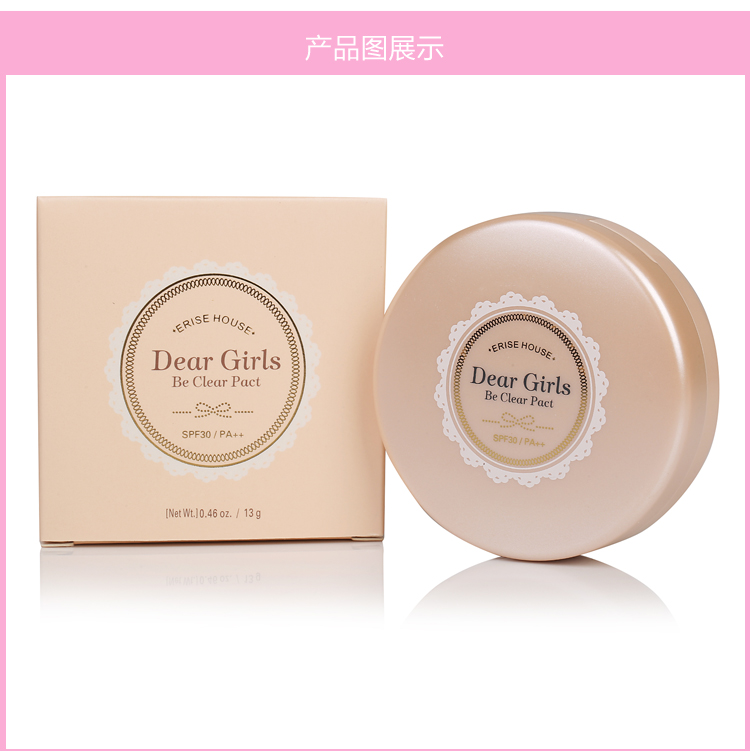 产品图展示
·ERISE HOUSE·
Dear Girls
Be Clear Pact
SPF30 / PA++
[Net Wt.] 0.46 oz. / 13 g
·ERISE HOUSE·
Dear Girls
Be Clear Pact
SPF30 / PA++